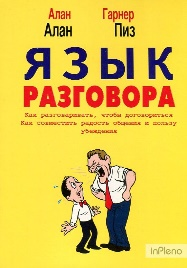 Алан Гарнер
Алан Пиз
ЯЗЫК
РАЗГОВОРА
Как разговаривать, чтобы договориться
Как совместить радость общения и пользу
убеждения
InPleno